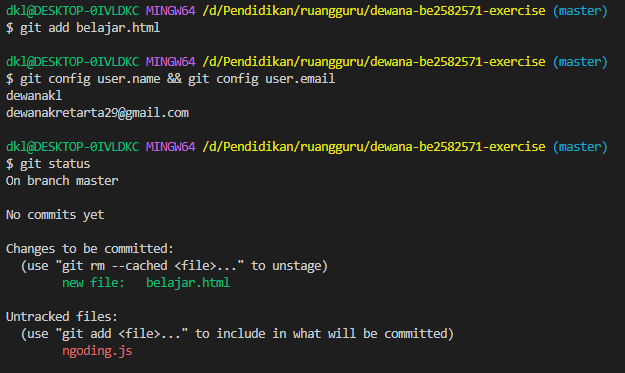 dkl@DESKTOP-0IVLDKC MINGW64 /d/Pendidikan/ruangguru/dewana-be2582571-exercise (master)
$ git add belajar.html
dkl@DESKTOP-0IVLDKC MINGW64 /d/Pendidikan/ruangguru/dewana-be2582571-exercise (master)
$ git config user.name && git config user.email
dewanakl
dewanakretarta29@gmail.com
dkl@DESKTOP-0IVLDKC MINGW64 /d/Pendidikan/ruangguru/dewana-be2582571-exercise (master)
$ git status
On branch master
No commits yet
Changes to be committed:
(use "git rm --cached <file>..." to unstage)
new file:   belajar.html
Untracked files:
(use "git add <file>..." to include in what will be committed)
ngoding.js